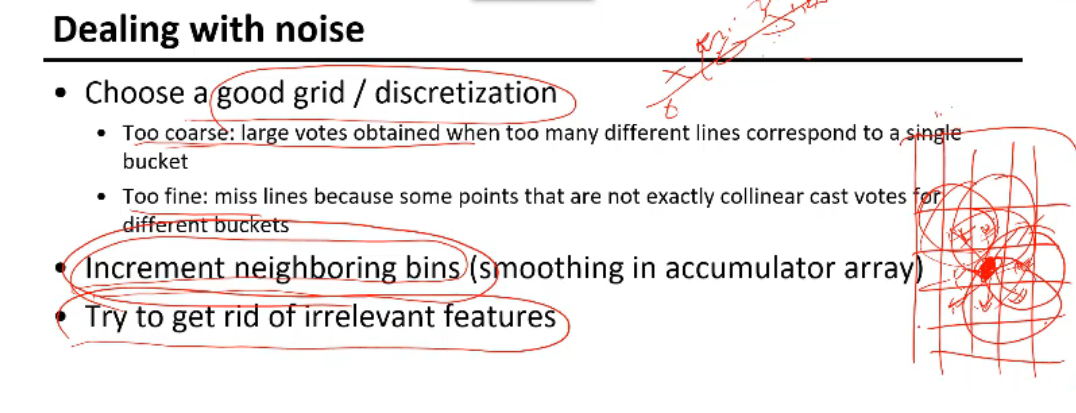 Dealing with noise
• Choose a good grid / discretization
• Too coarse: large votes obtained when too many different lines correspond to a single
bucket
• Too fine: miss lines because some points that are not exactly collinear cast votes for
different buckets
• Increment neighboring bins (smoothing in accumulator array)
• Try to get rid of irrelevant features